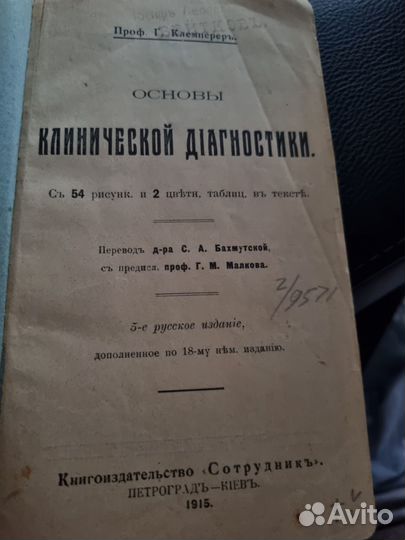 Проф. Г. Клемпереръ.
ОСНОВЫ
КЛИНИЧЕСКОЙ ДІАГНОСТИКИ.
Съ 54 рисунк. и 2 цвѣтн. таблиц. въ текстѣ.
Переводъ д-ра С. А. Бахмутской,
съ предисл. проф. Г. М. Малкова.
2/9571
5-е русское изданіе,
дополненное по 18-му нѣм. изданію.
Книгоиздательство «Сотрудникъ».
ПЕТРОГРАДЪ—КІЕВЪ.
1915.
Avito